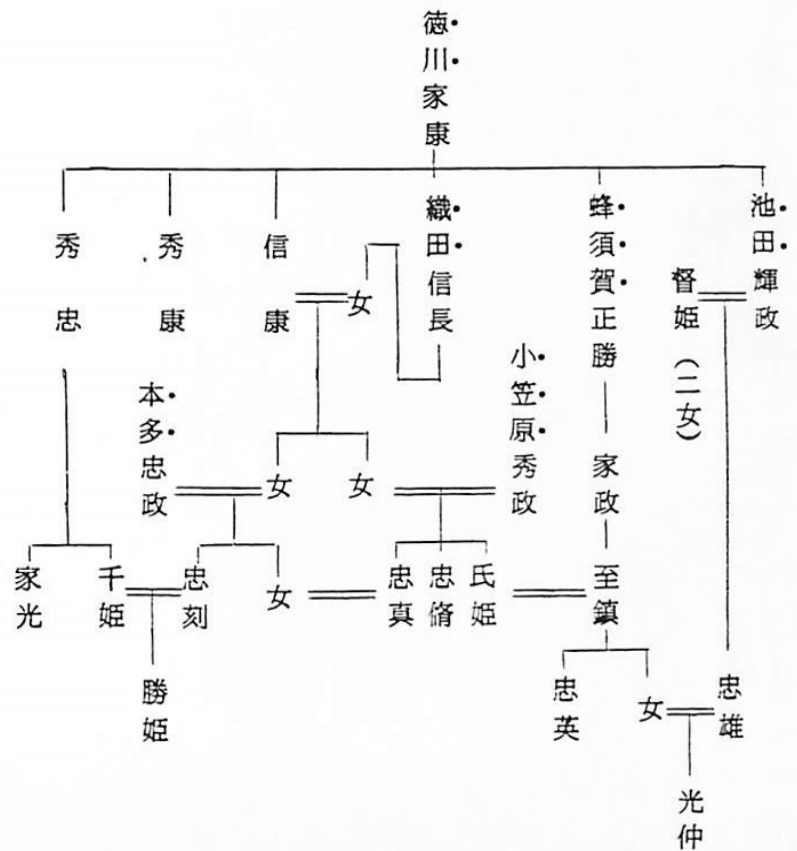 徳川家康
池田輝政
督姫（二女）
蜂須賀正勝
織田信長
信康
秀康
秀忠
女
小笠原秀政
本多忠政
家政
女
女
至鎮
氏姫
忠脩
忠真
女
忠刻
千姫
家光
忠雄
女
忠英
勝姫
光仲